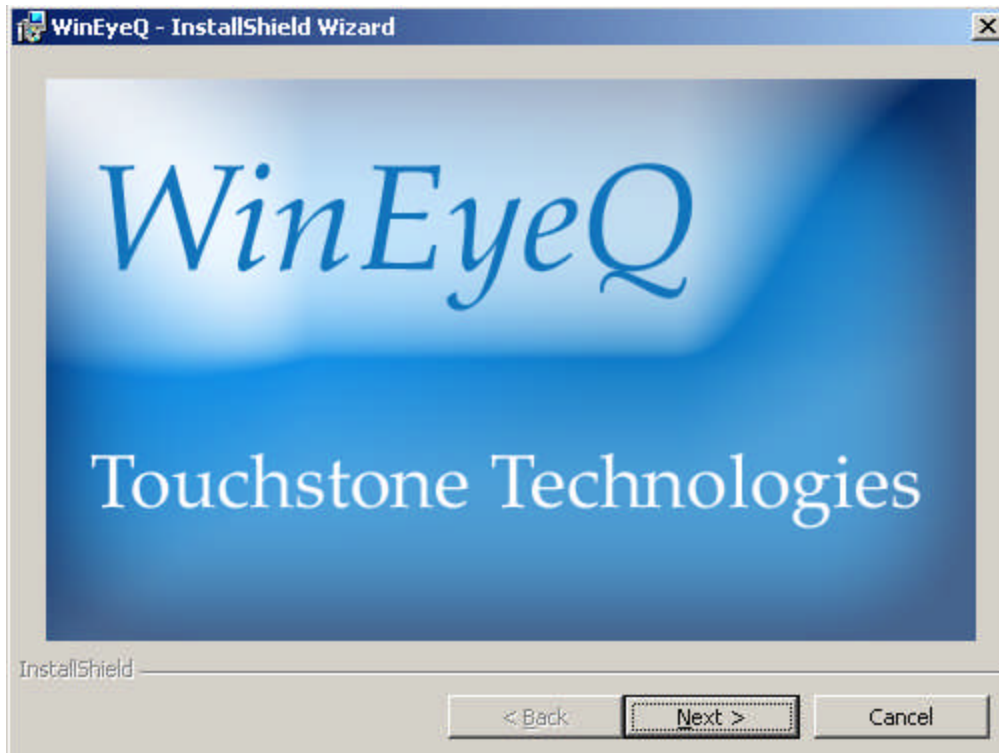 WinEyeQ - InstallShield Wizard
WinEyeQ
Touchstone Technologies
InstallShield
< Back Next > Cancel